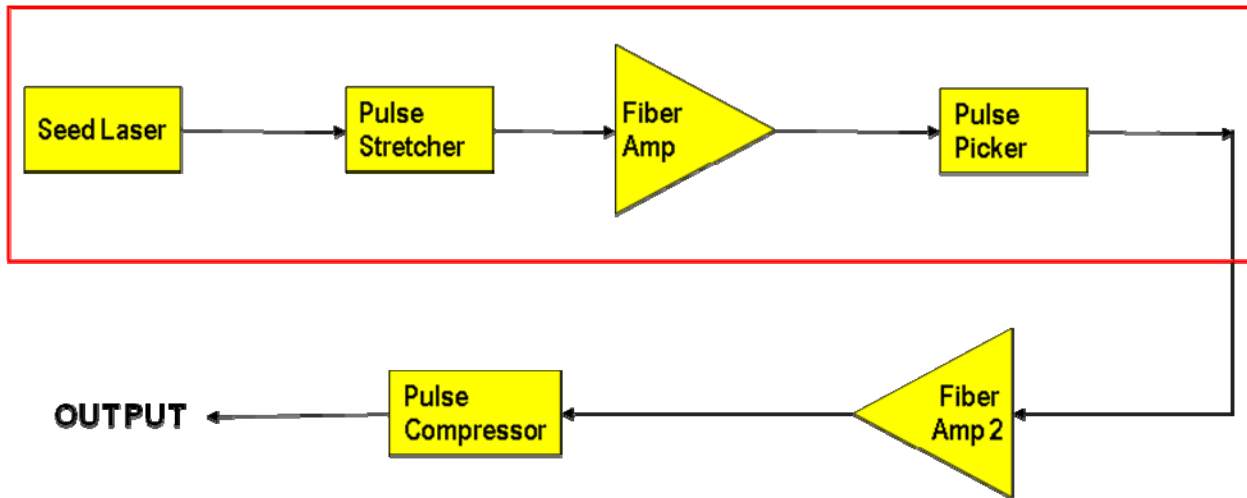 Seed Laser
Pulse
Stretcher
Fiber
Amp
Pulse
Picker
Fiber
Amp 2
Pulse
Compressor
OUTPUT